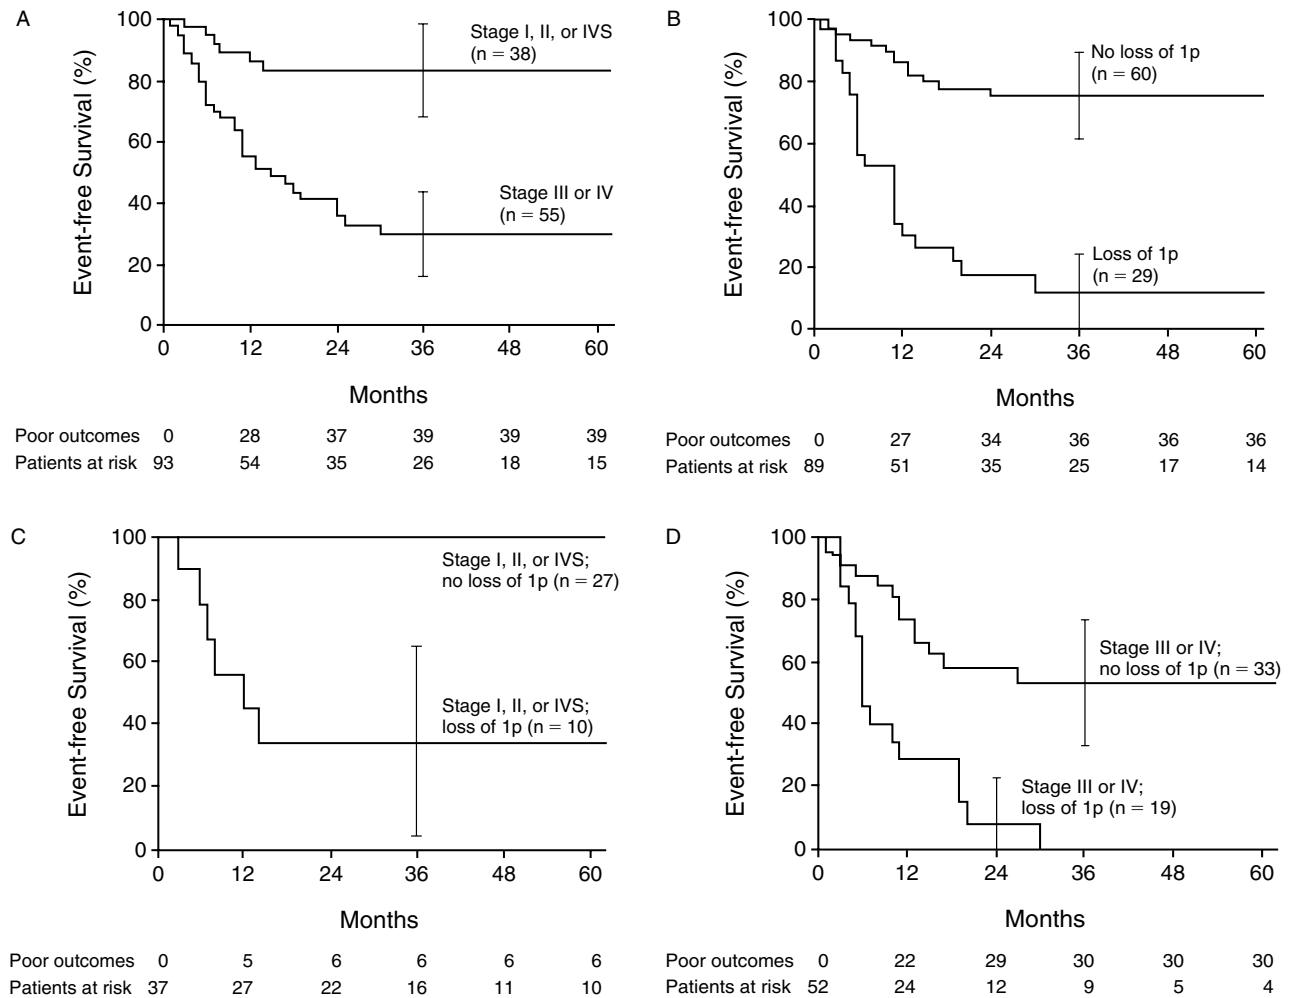 A
Event-free Survival (%)
100
80
60
40
20
0
Stage I, II, or IVS
(n = 38)
Stage III or IV
(n = 55)
0 12 24 36 48 60
Months
Poor outcomes 0 28 37 39 39 39
Patients at risk 93 54 35 26 18 15
B
Event-free Survival (%)
100
80
60
40
20
0
No loss of 1p
(n = 60)
Loss of 1p
(n = 29)
0 12 24 36 48 60
Months
Poor outcomes 0 27 34 36 36 36
Patients at risk 89 51 35 25 17 14
C
Event-free Survival (%)
100
80
60
40
20
0
Stage I, II, or IVS;
no loss of 1p (n = 27)
Stage I, II, or IVS;
loss of 1p (n = 10)
0 12 24 36 48 60
Months
Poor outcomes 0 5 6 6 6 6
Patients at risk 37 27 22 16 11 10
D
Event-free Survival (%)
100
80
60
40
20
0
Stage III or IV;
no loss of 1p (n = 33)
Stage III or IV;
loss of 1p (n = 19)
0 12 24 36 48 60
Months
Poor outcomes 0 22 29 30 30 30
Patients at risk 52 24 12 9 5 4